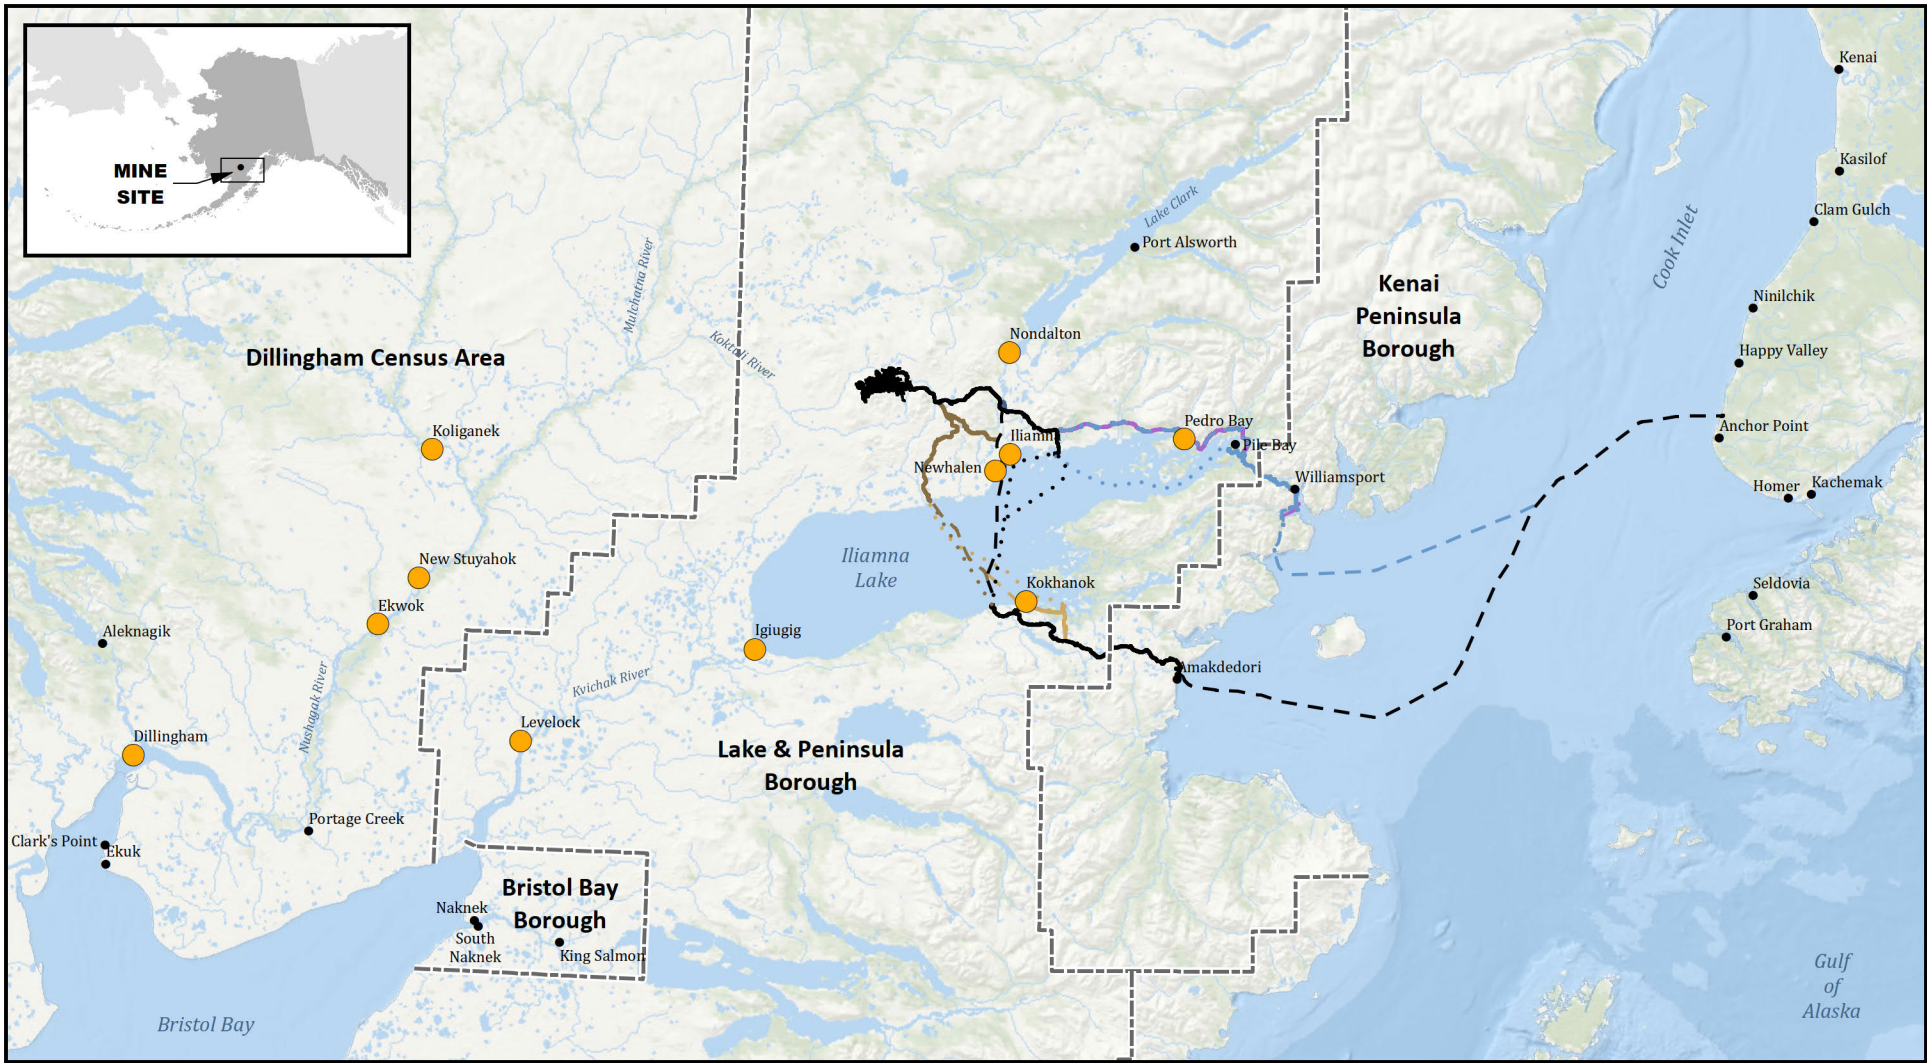 MINE
SITE
Kenai
Kasilof
Clam Gulch
Lake Clark
Port Alsworth
Cook Inlet
Mulchatna River
Kenai
Peninsula
Borough
Ninilchik
Koktuli River
Nondalton
Happy Valley
Dillingham Census Area
Pedro Bay
Anchor Point
Koliganek
Iliamna
Pile Bay
Newhalen
Williamsport
Homer
Kachemak
Iliamna
Lake
New Stuyahok
Kokhanok
Seldovia
Ekwok
Port Graham
Aleknagik
Igiugig
Amakdedori
Kvichak River
Nushagak River
Levelock
Dillingham
Lake & Peninsula
Borough
Portage Creek
Clark's Point
Ekuk
Bristol Bay
Borough
Naknek
South
Naknek
King Salmon
Gulf
of
Alaska
Bristol Bay